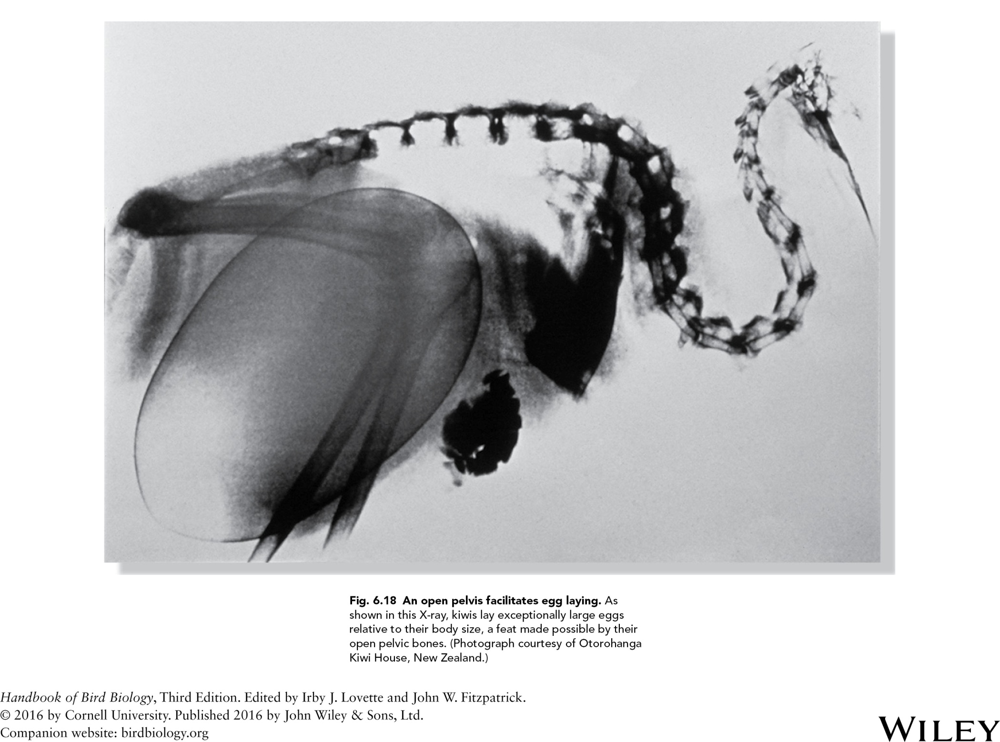 Fig. 6.18 An open pelvis facilitates egg laying. As
shown in this X-ray, kiwis lay exceptionally large eggs
relative to their body size, a feat made possible by their
open pelvic bones. (Photograph courtesy of Otorohanga
Kiwi House, New Zealand.)
Handbook of Bird Biology, Third Edition. Edited by Irby J. Lovette and John W. Fitzpatrick.
© 2016 by Cornell University. Published 2016 by John Wiley & Sons, Ltd.
Companion website: birdbiology.org
WILEY